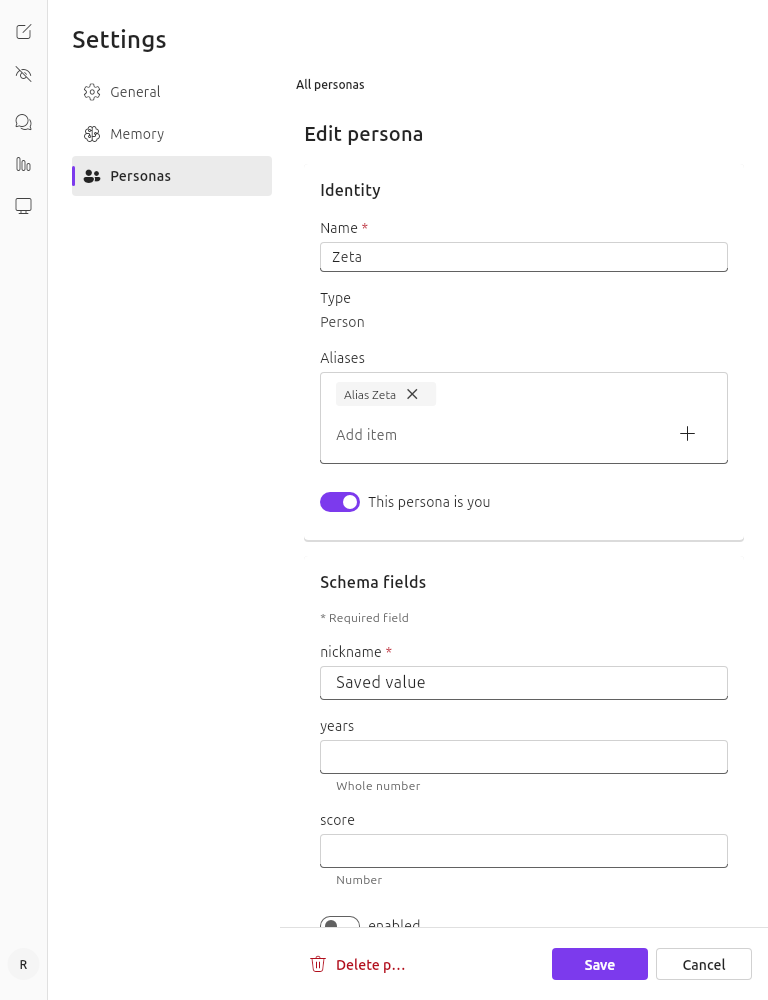 Settings
General
Memory
Personas
All personas
Edit persona
Identity
Name *
Zeta
Type
Person
Aliases
Alias Zeta
Add item
This persona is you
Schema fields
* Required field
nickname *
Saved value
years
Whole number
score
Number
enabled
R
Delete p…
Save
Cancel